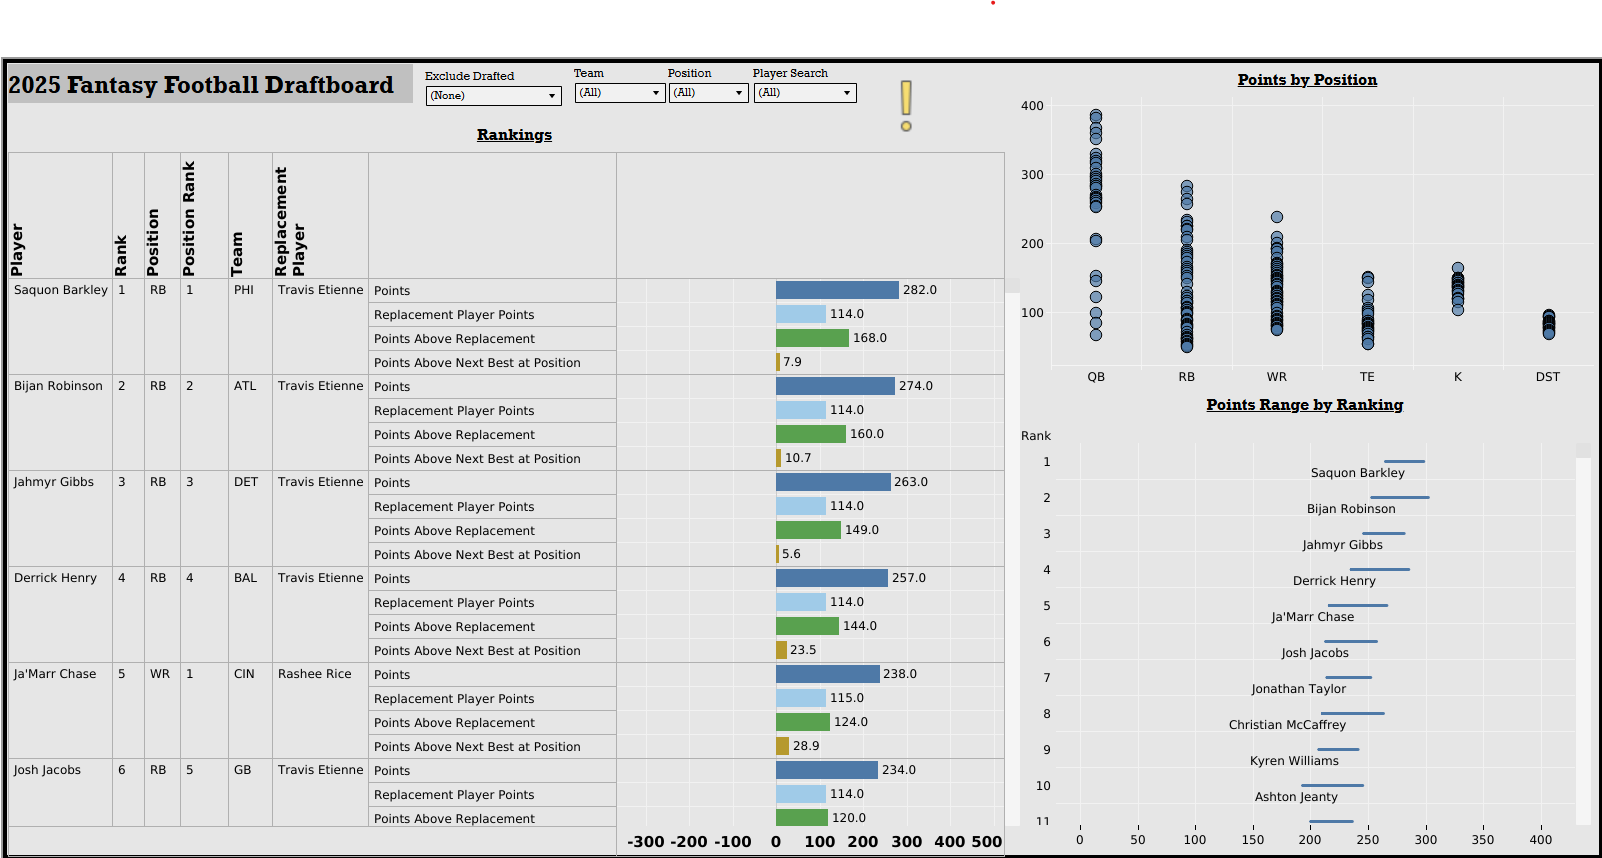 2025 Fantasy Football Draftboard
Exclude Drafted
(None)
Team
(All)
Position
(All)
Player Search
(All)
Rankings
Player
Rank
Position
Position Rank
Team
Replacement
Player
Saquon Barkley 1 RB 1 PHI Travis Etienne Points 282.0
Replacement Player Points 114.0
Points Above Replacement 168.0
Points Above Next Best at Position 7.9
Bijan Robinson 2 RB 2 ATL Travis Etienne Points 274.0
Replacement Player Points 114.0
Points Above Replacement 160.0
Points Above Next Best at Position 10.7
Jahmyr Gibbs 3 RB 3 DET Travis Etienne Points 263.0
Replacement Player Points 114.0
Points Above Replacement 149.0
Points Above Next Best at Position 5.6
Derrick Henry 4 RB 4 BAL Travis Etienne Points 257.0
Replacement Player Points 114.0
Points Above Replacement 144.0
Points Above Next Best at Position 23.5
Ja'Marr Chase 5 WR 1 CIN Rashee Rice Points 238.0
Replacement Player Points 115.0
Points Above Replacement 124.0
Points Above Next Best at Position 28.9
Josh Jacobs 6 RB 5 GB Travis Etienne Points 234.0
Replacement Player Points 114.0
Points Above Replacement 120.0
-300 -200 -100 0 100 200 300 400 500
Points by Position
400
300
200
100
QB RB WR TE K DST
Points Range by Ranking
Rank
1
Saquon Barkley
2
Bijan Robinson
3
Jahmyr Gibbs
4
Derrick Henry
5
Ja'Marr Chase
6
Josh Jacobs
7
Jonathan Taylor
8
Christian McCaffrey
9
Kyren Williams
10
Ashton Jeanty
11
0 50 100 150 200 250 300 350 400